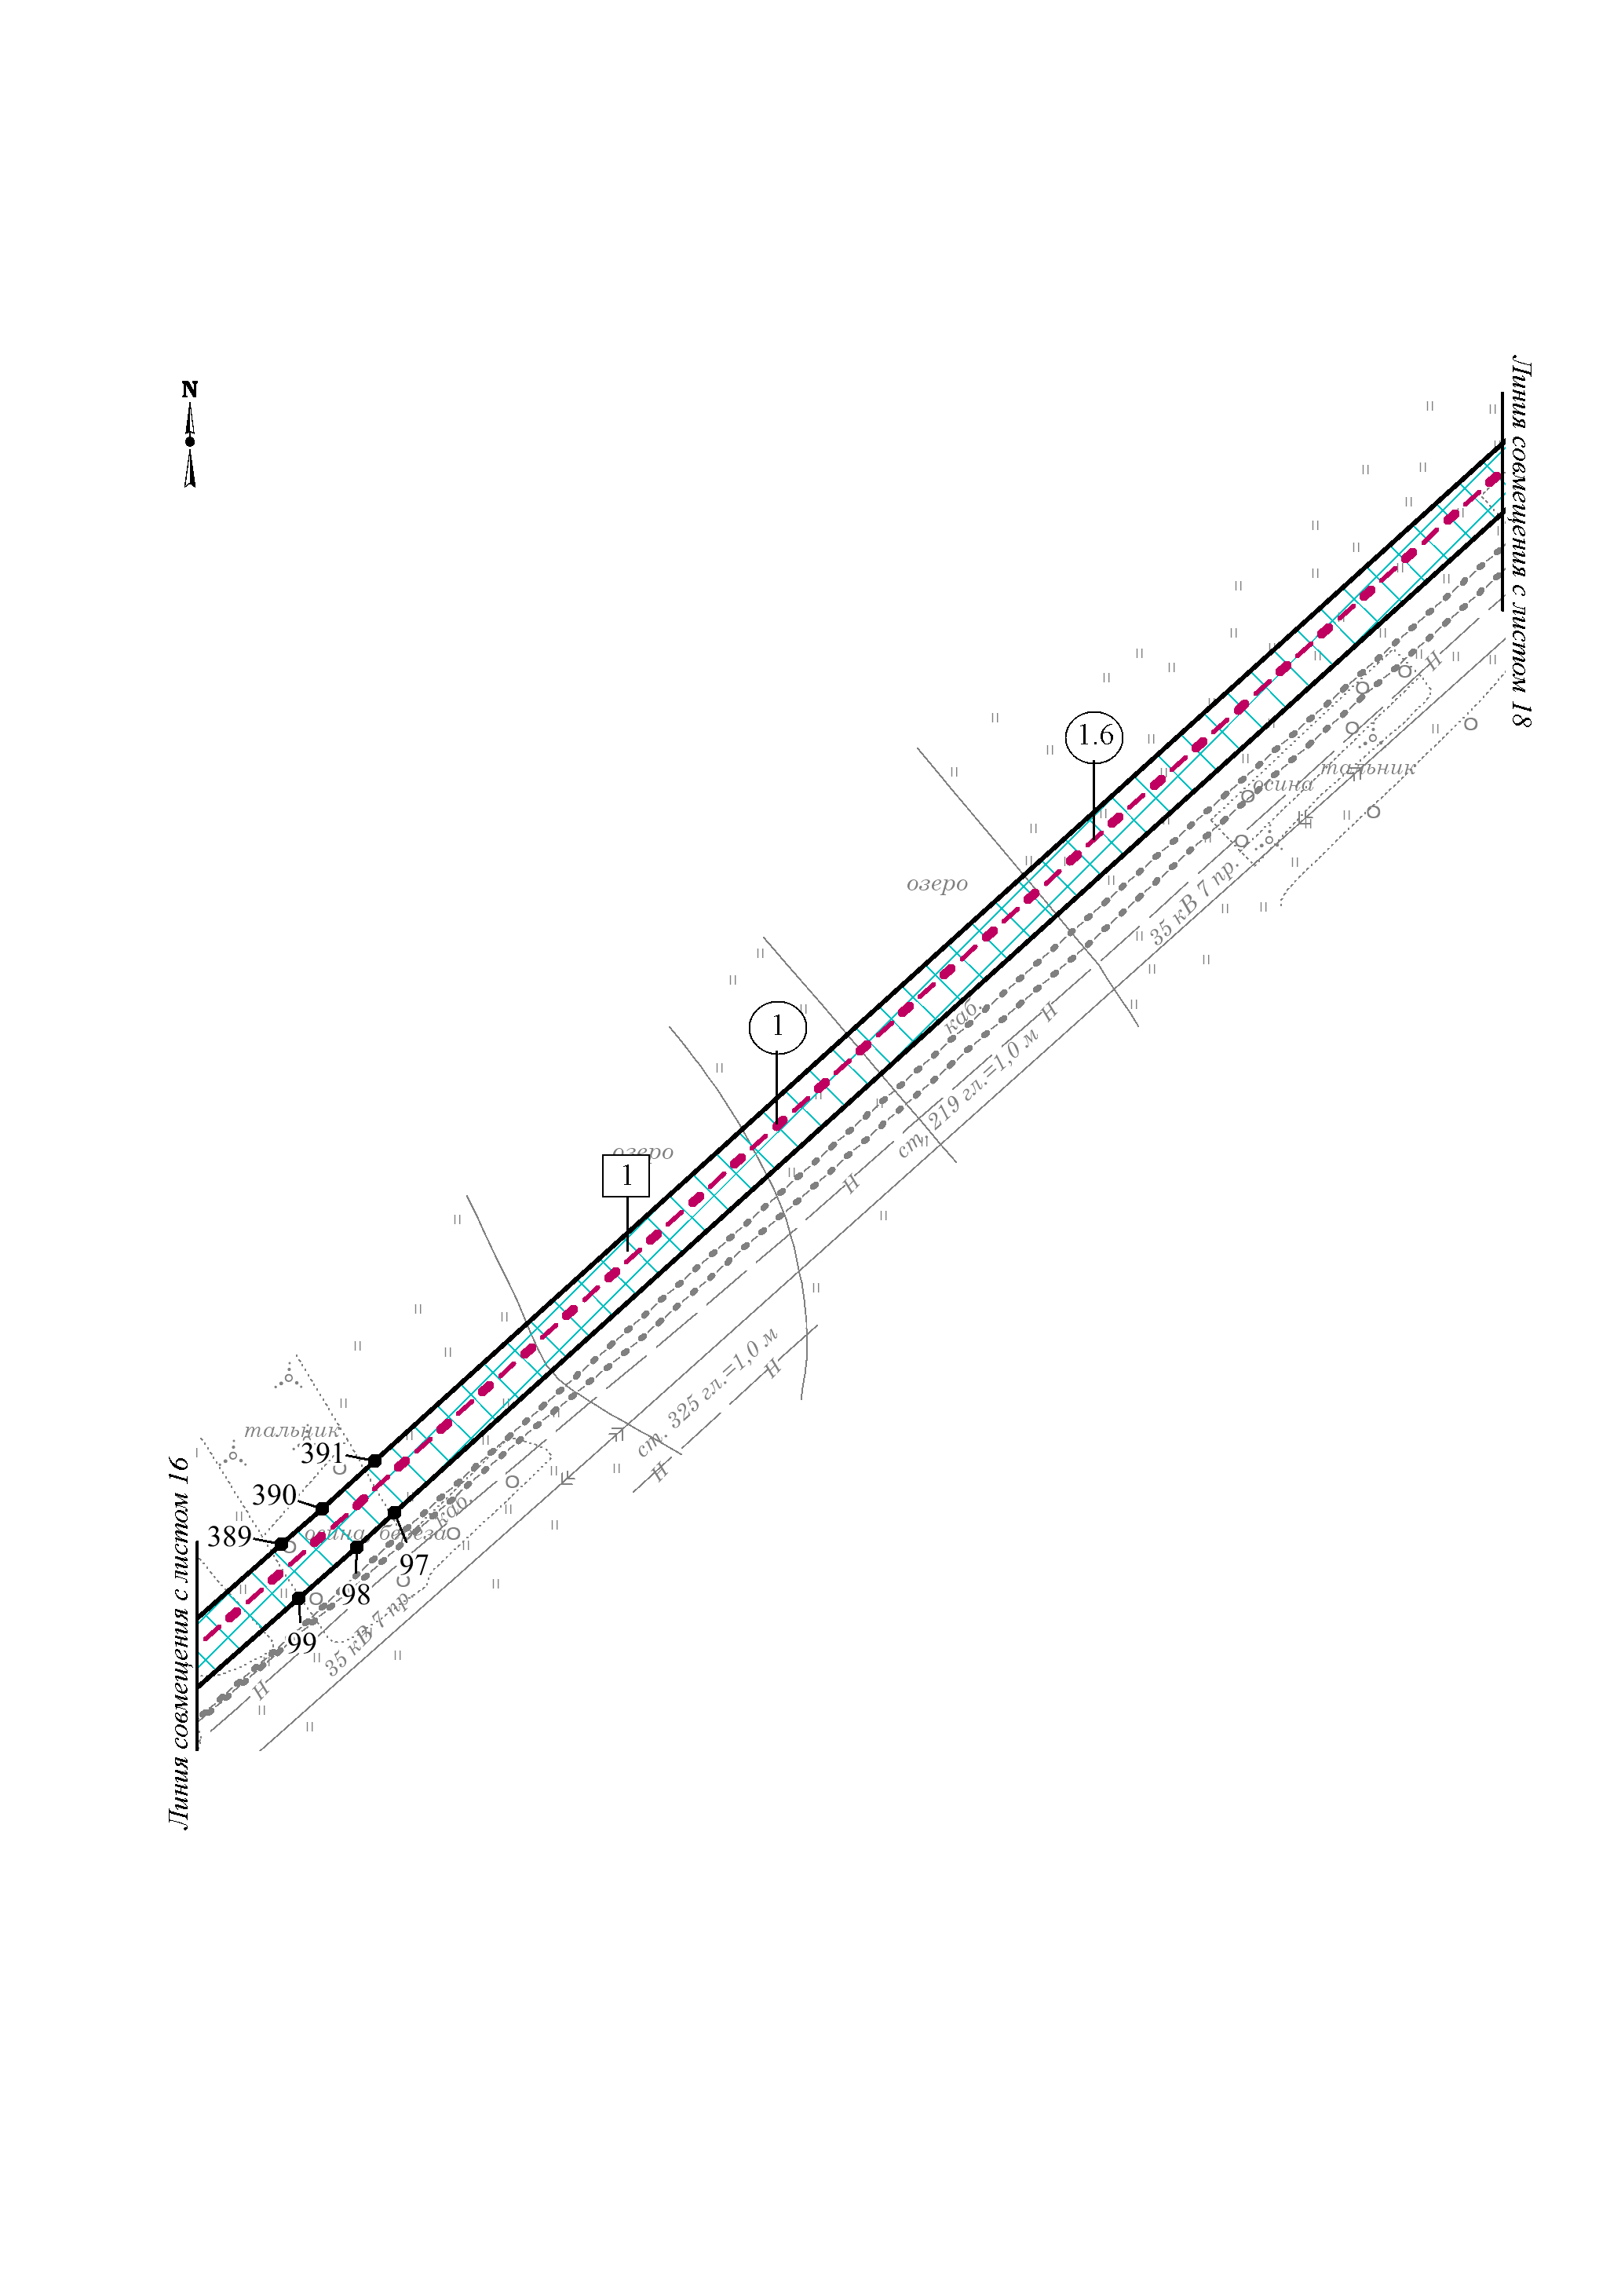 N
Линия совмещения с листом 18
1.6
тальник
осина
35 кВ 7 пр.
озеро
каб.
Н
1
ст. 219 гл.=1,0 м
Н
Н
озеро
1
ст. 325 гл.=1,0 м
Н
Н
тальник
391
390
389
осина береза
каб.
97
98
99
35 кВ 7 пр.
Н
Линия совмещения с листом 16